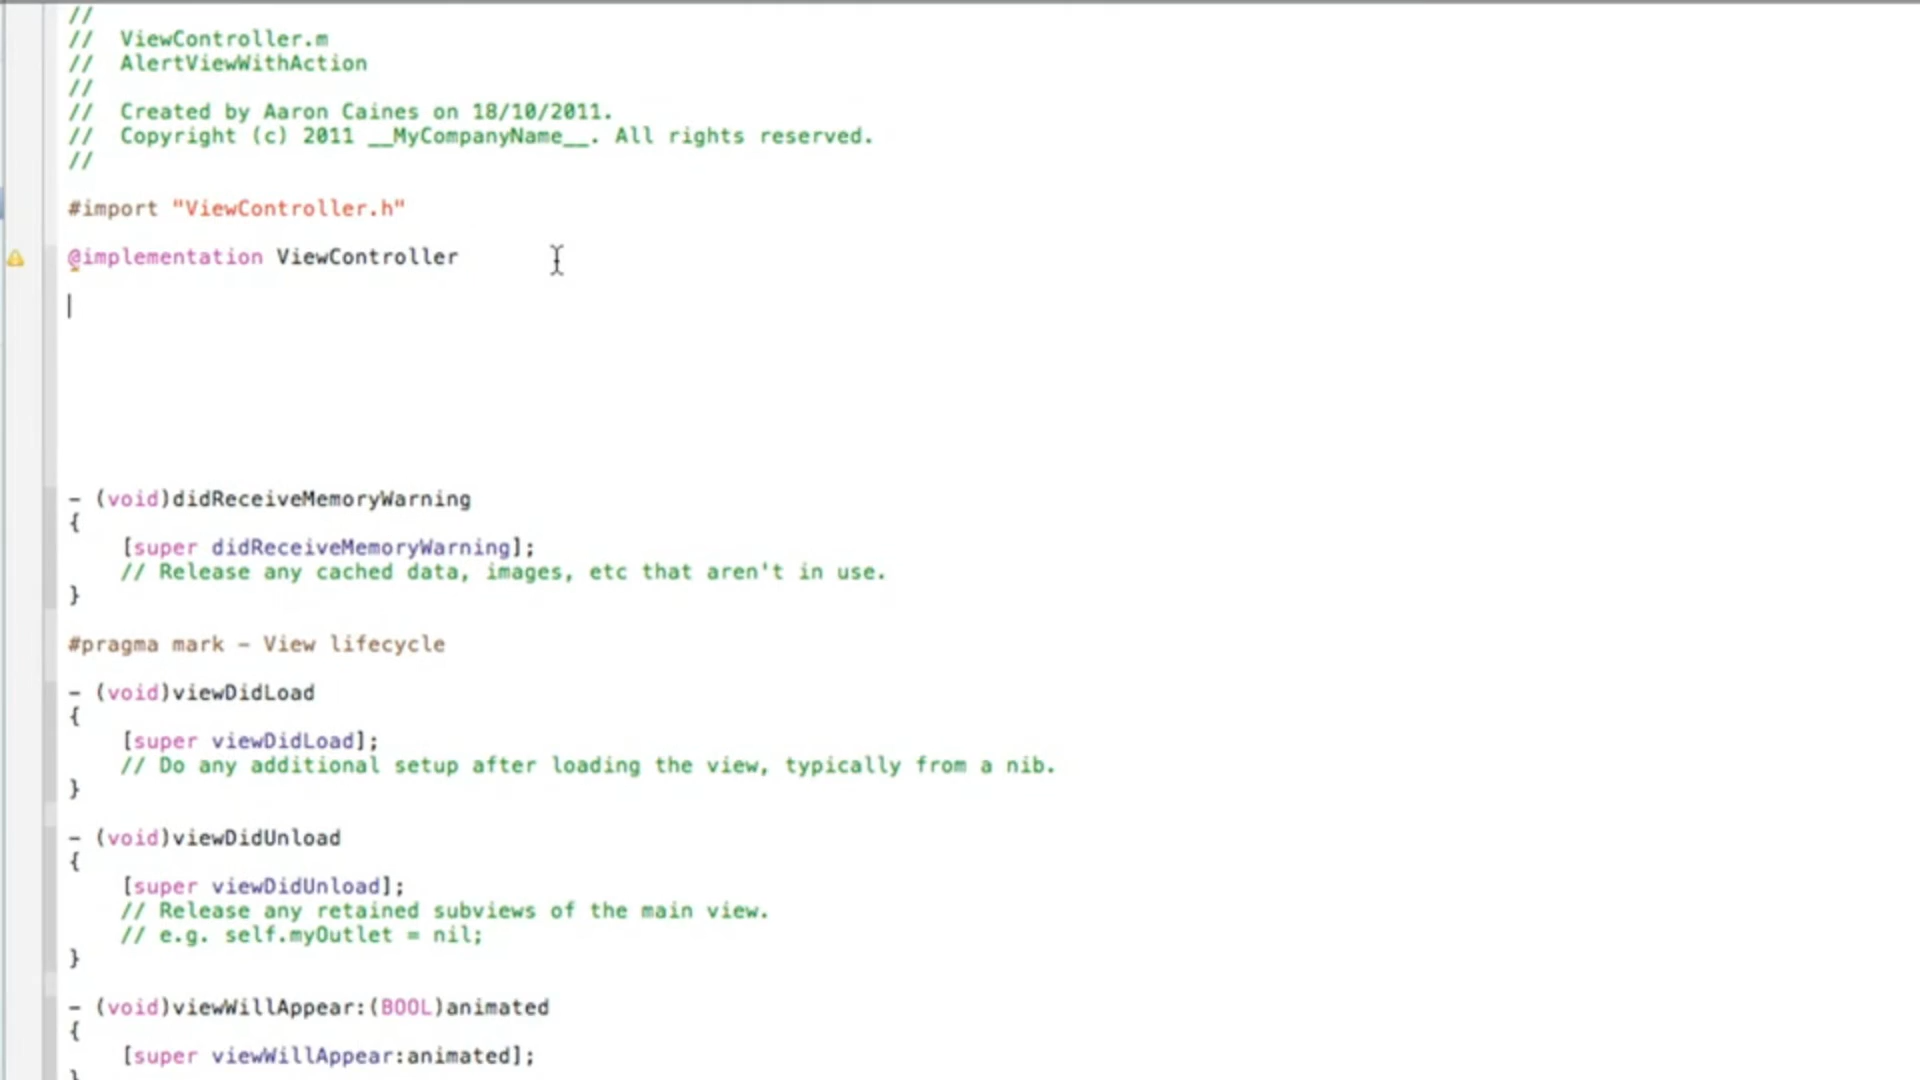 //
//  ViewController.m
//  AlertViewWithAction
//
//  Created by Aaron Caines on 18/10/2011.
//  Copyright (c) 2011 __MyCompanyName__. All rights reserved.
//
#import "ViewController.h"
@implementation ViewController
- (void)didReceiveMemoryWarning
{
    [super didReceiveMemoryWarning];
    // Release any cached data, images, etc that aren't in use.
}
#pragma mark - View lifecycle
- (void)viewDidLoad
{
    [super viewDidLoad];
    // Do any additional setup after loading the view, typically from a nib.
}
- (void)viewDidUnload
{
    [super viewDidUnload];
    // Release any retained subviews of the main view.
    // e.g. self.myOutlet = nil;
}
- (void)viewWillAppear:(BOOL)animated
{
    [super viewWillAppear:animated];
}